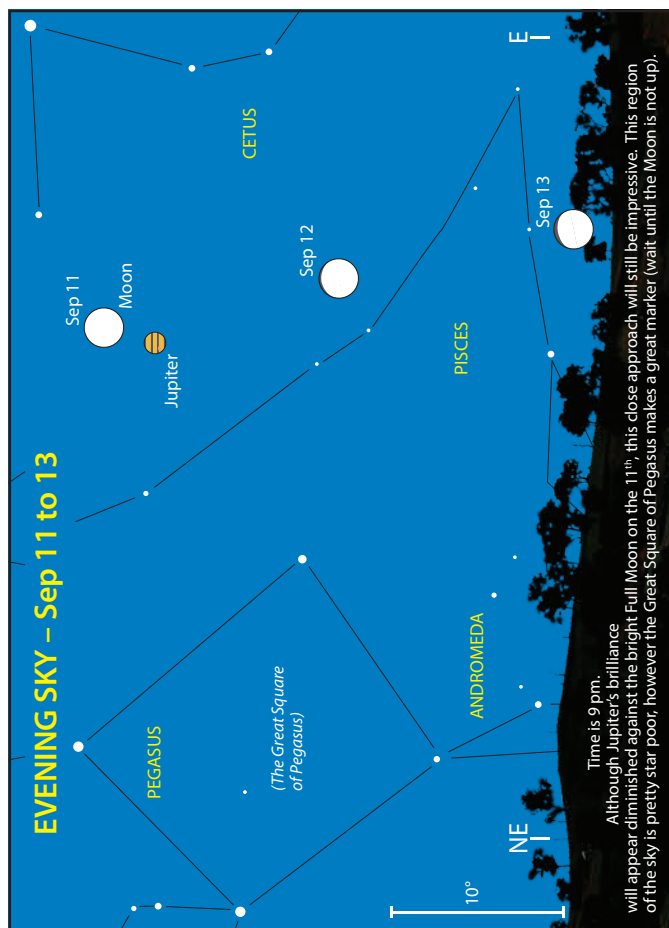 EVENING SKY – Sep 11 to 13
Sep 11
Moon
Jupiter
CETUS
Sep 12
PEGASUS
(The Great Square
of Pegasus)
PISCES
ANDROMEDA
Sep 13
10°
NE
E
Time is 9 pm.
Although Jupiter's brilliance
will appear diminished against the bright Full Moon on the 11th, this close approach will still be impressive. This region
of the sky is pretty star poor, however the Great Square of Pegasus makes a great marker (wait until the Moon is not up).